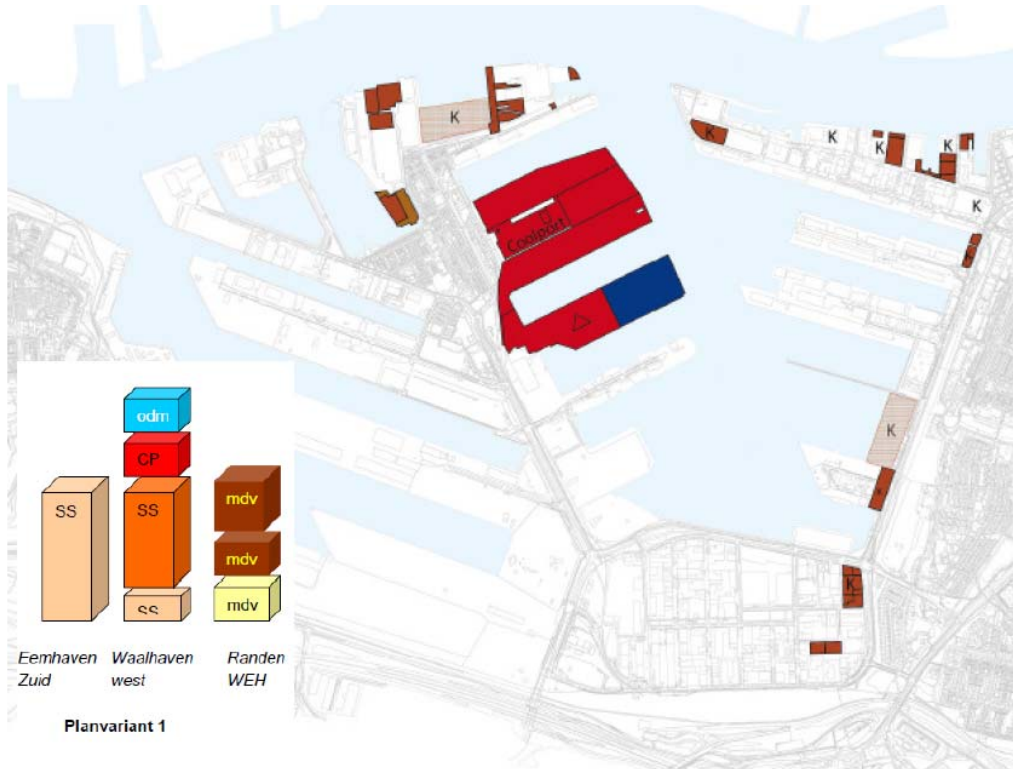 K
K
K
K
K
K
Coolport
K
K
K
K
odm
CP
SS
SS
mdv
mdv
SS
mdv
Eemhaven Waalhaven Randen
Zuid west WEH
Planvariant 1